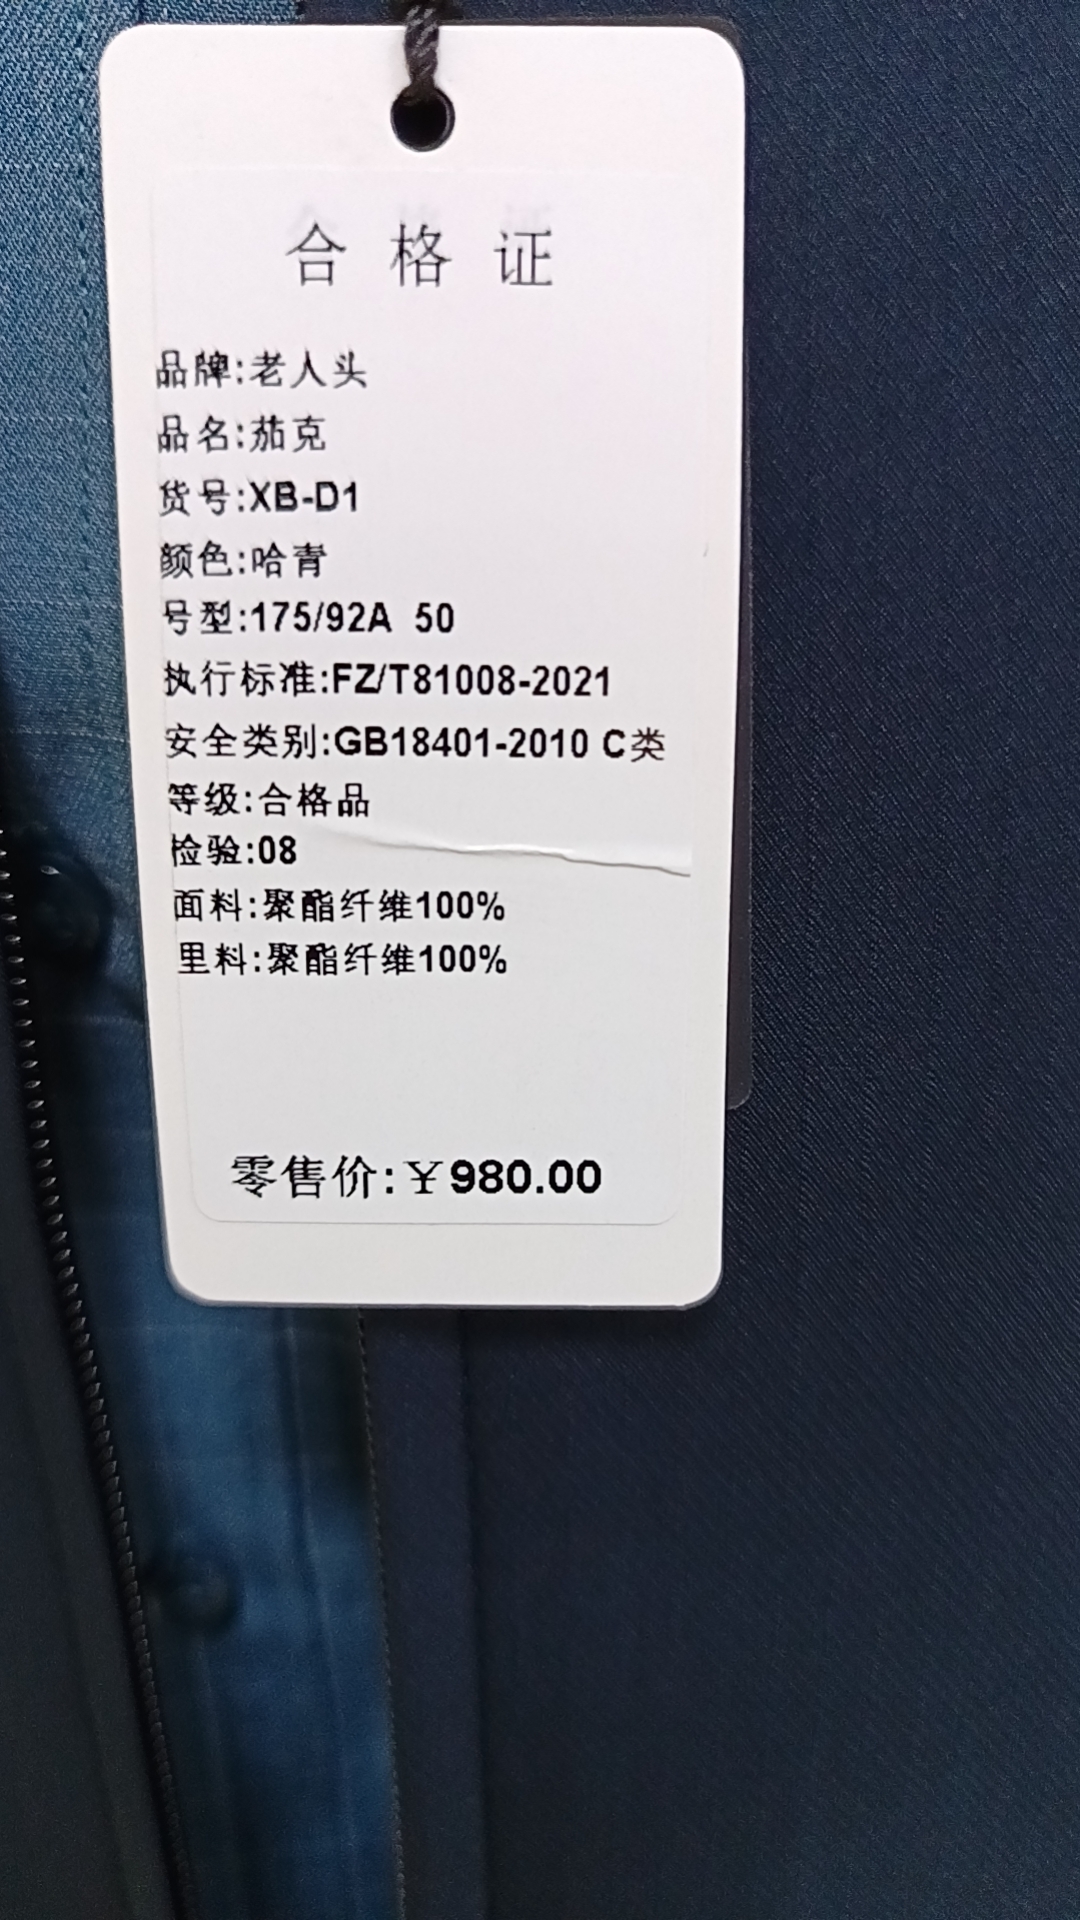 合格证
品牌:老人头
品名:茄克
货号:XB-D1
颜色:哈青
号型:175/92A 50
执行标准:FZ/T81008-2021
安全类别:GB18401-2010 C类
等级:合格品
检验:08
面料:聚酯纤维100%
里料:聚酯纤维100%
零售价:￥980.00